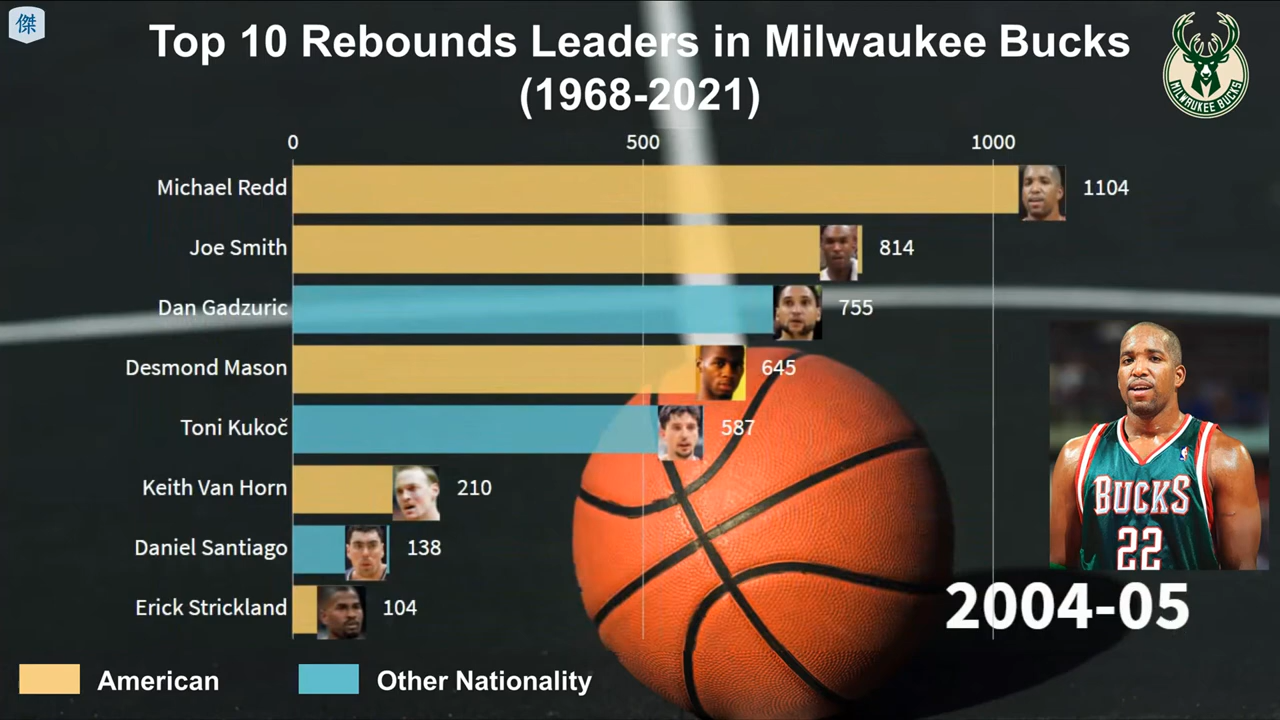 傑
Top 10 Rebounds Leaders in Milwaukee Bucks
(1968-2021)
MILWAUKEE BUCKS
0 500 1000
Michael Redd 1104
Joe Smith 814
Dan Gadzuric 755
Desmond Mason 645
Toni Kukoč 587
Keith Van Horn 210
Daniel Santiago 138
Erick Strickland 104
BUCKS
22
2004-05
American Other Nationality